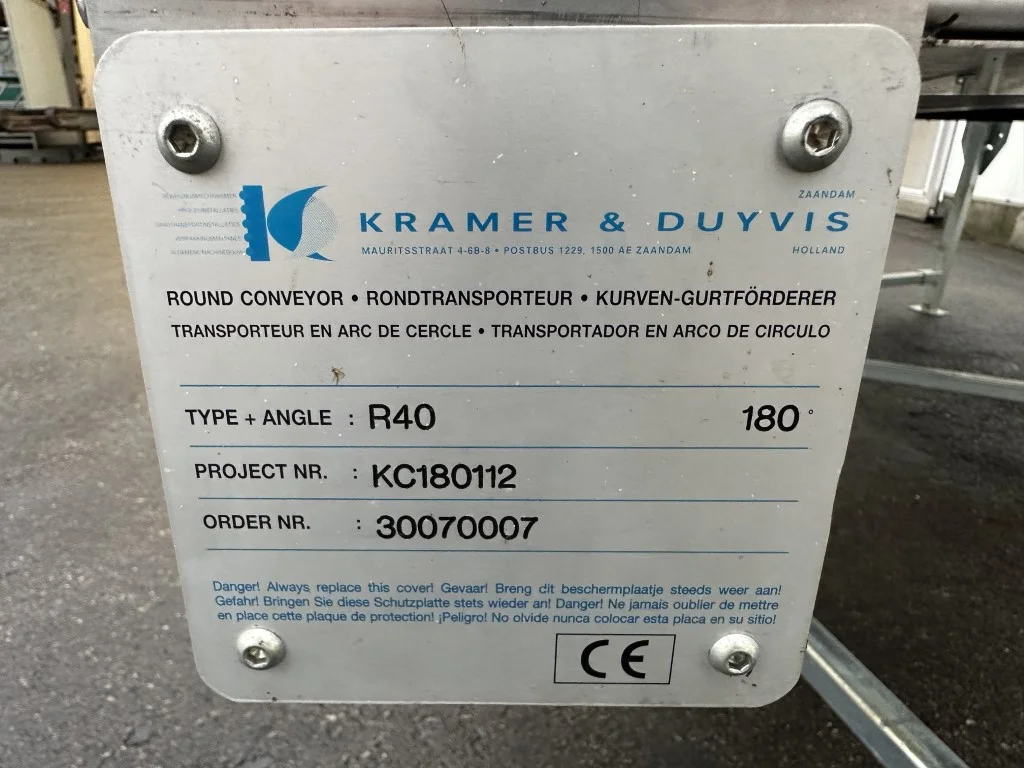 ZAANDAM
KRAMER & DUYVIS
MAURITSSTRAAT 4-6B-8 • POSTBUS 1229, 1500 AE ZAANDAM HOLLAND
ROUND CONVEYOR • RONDTRANSPORTEUR • KURVEN-GURTFÖRDERER
TRANSPORTEUR EN ARC DE CERCLE • TRANSPORTADOR EN ARCO DE CIRCULO
TYPE + ANGLE : R40 180°
PROJECT NR. : KC180112
ORDER NR. : 30070007
Danger! Always replace this cover! Gevaar! Breng dit beschermplaatje steeds weer aan!
Gefahr! Bringen Sie diese Schutzplatte stets wieder an! Danger! Ne jamais oublier de mettre
en place cette plaque de protection! ¡Peligro! No olvide nunca colocar esta placa en su sitio!
CE